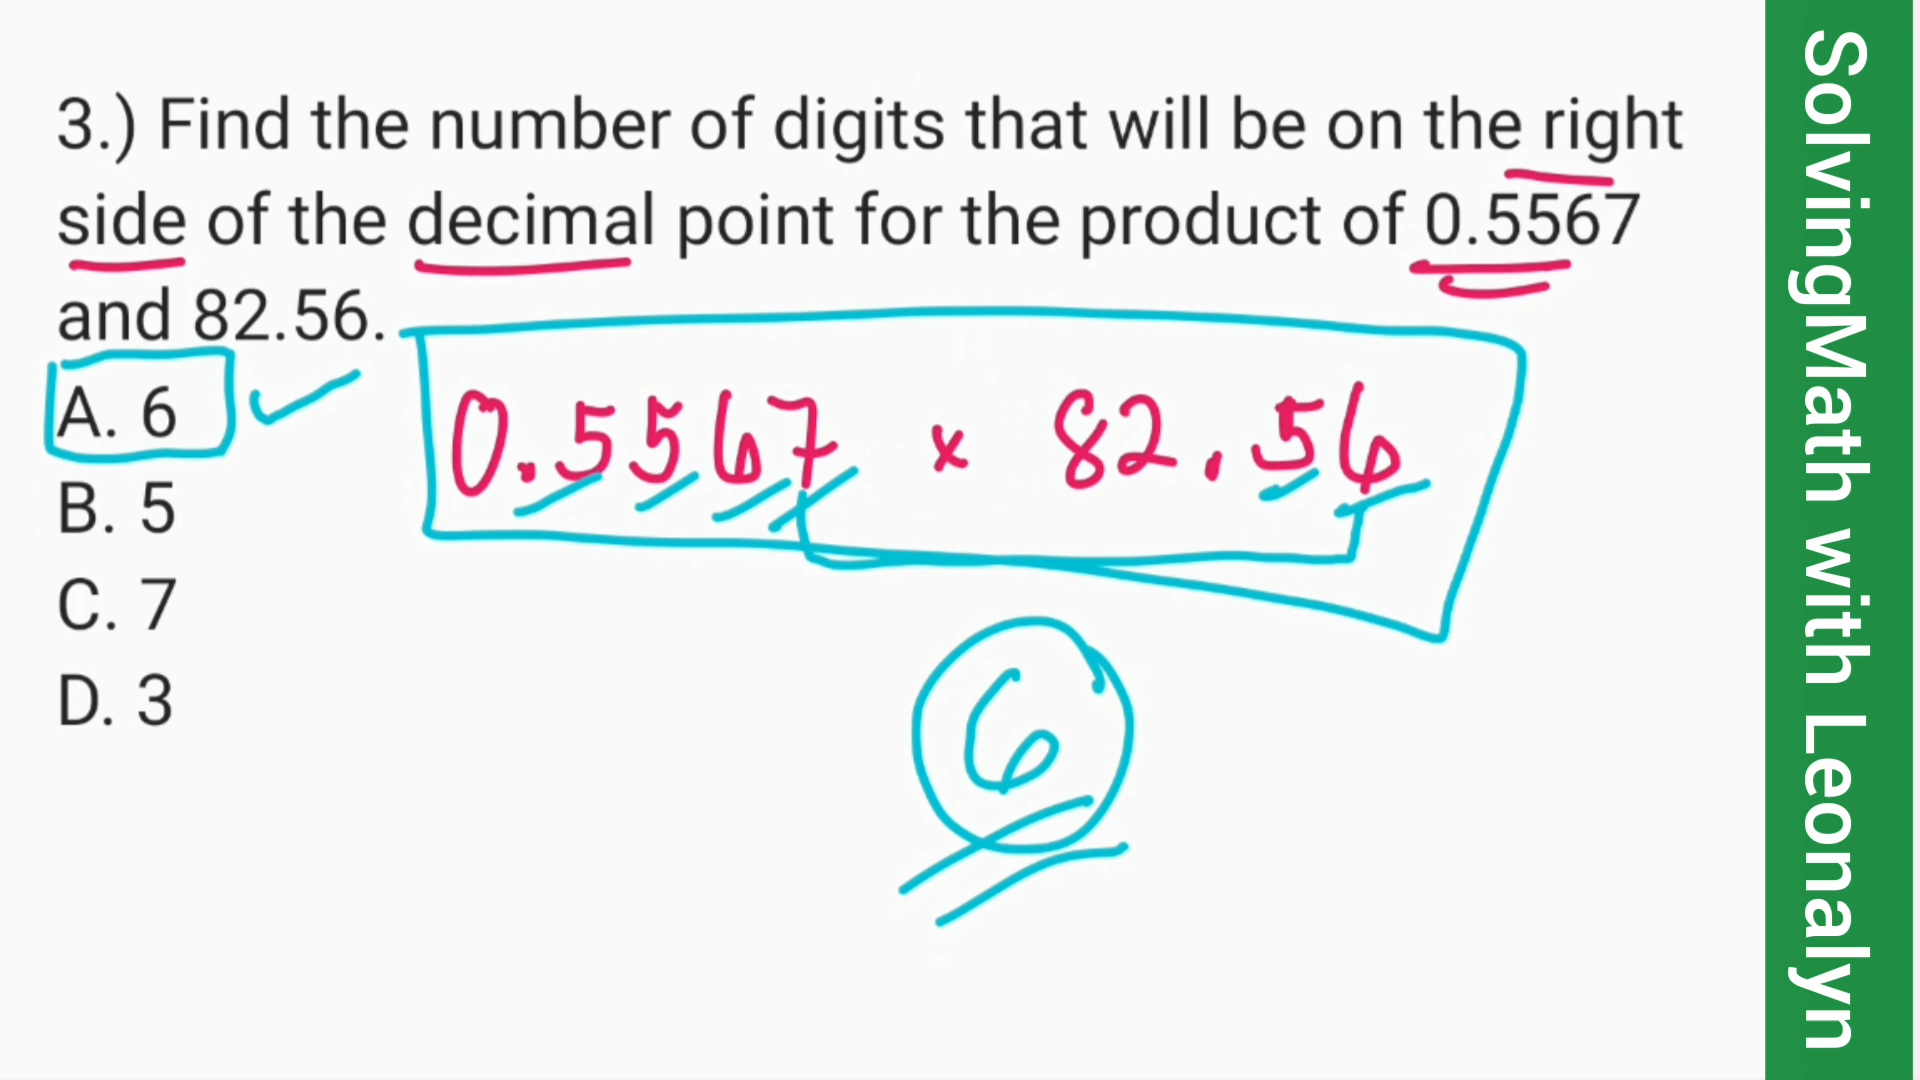 3.) Find the number of digits that will be on the right
side of the decimal point for the product of 0.5567
and 82.56.
A. 6
B. 5
C. 7
D. 3
0.5567 × 82.56
6
SolvingMath with Leonalyn